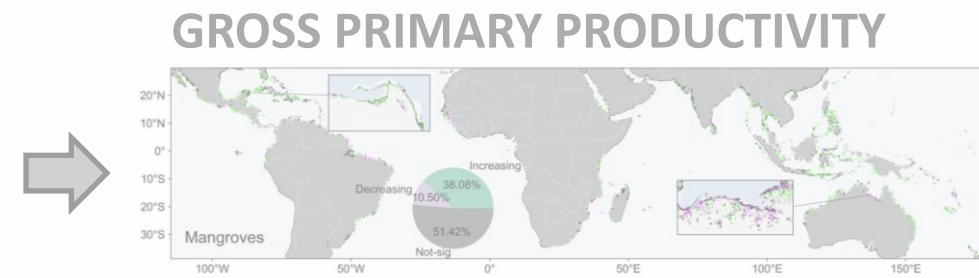 GROSS PRIMARY PRODUCTIVITY
20°N
10°N
0°
10°S
20°S
30°S
Increasing
Decreasing
38.08%
10.50%
51.42%
Not-sig
Mangroves
100°W
50°W
0°
50°E
100°E
150°E